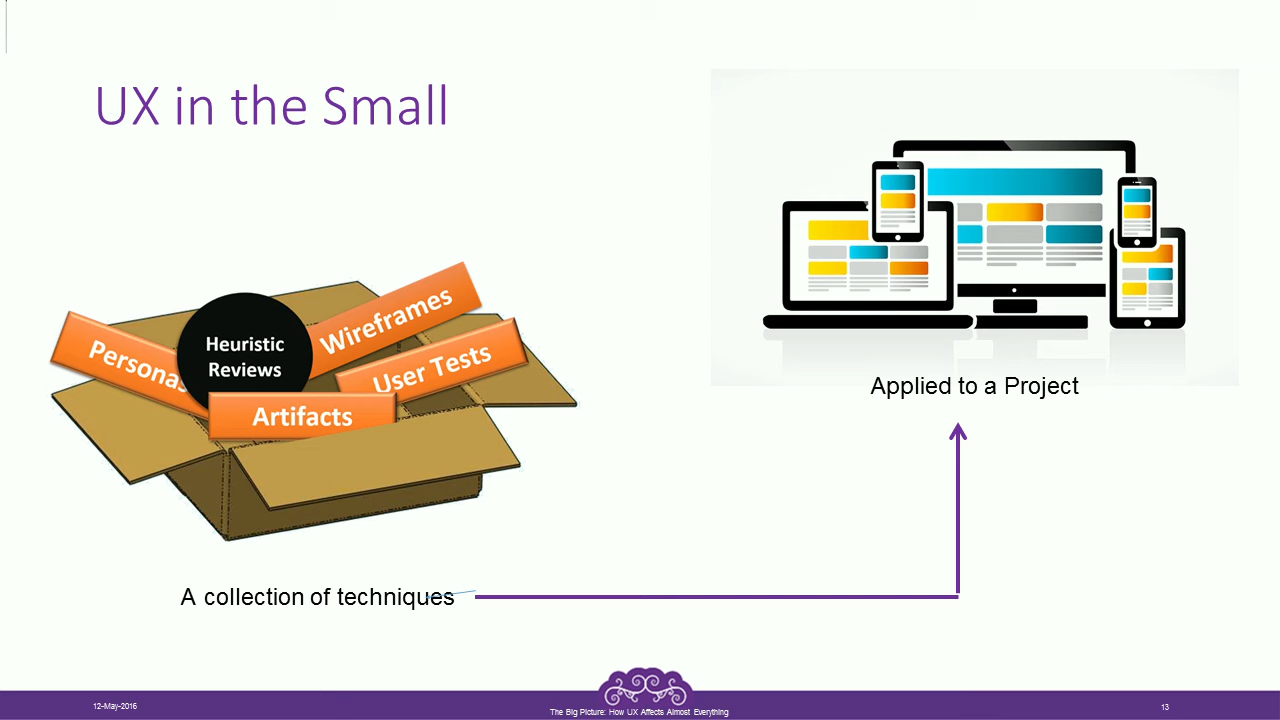 UX in the Small
Personas
Heuristic
Reviews
Wireframes
User Tests
Artifacts
Applied to a Project
A collection of techniques
12-May-2016
The Big Picture: How UX Affects Almost Everything
13